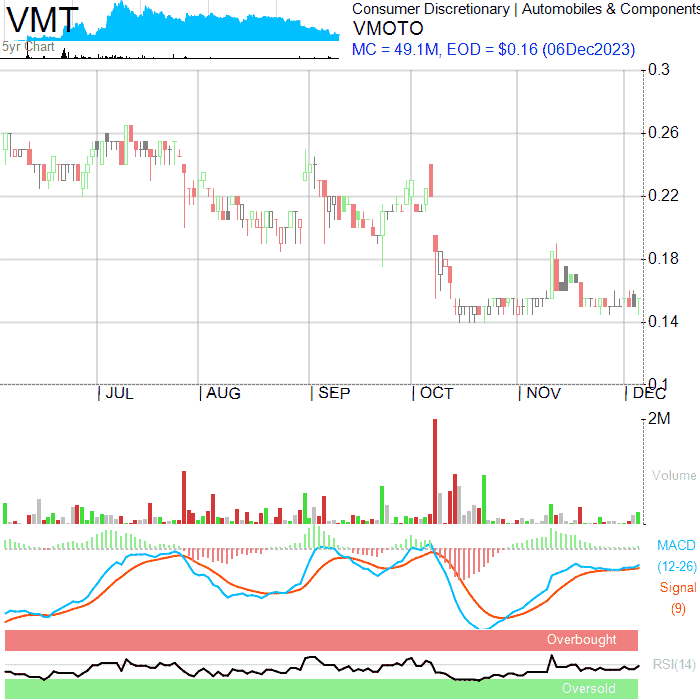 VMT
5yr Chart
Consumer Discretionary | Automobiles & Components
VMOTO
MC = 49.1M, EOD = $0.16 (06Dec2023)
0.3
0.26
0.22
0.18
0.14
0.1
| JUL | AUG | SEP | OCT | NOV | DEC
2M
Volume
MACD
(12-26)
Signal
(9)
Overbought
RSI(14)
Oversold